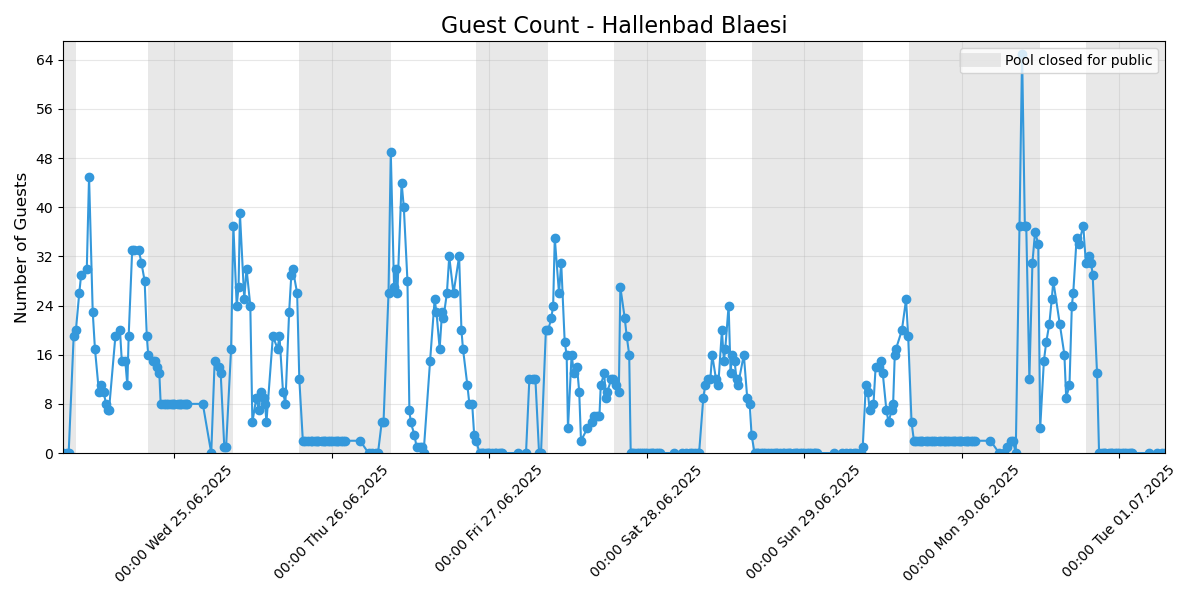 Guest Count - Hallenbad Blaesi
Pool closed for public
Number of Guests
64
56
48
40
32
24
16
8
0
00:00 Wed 25.06.2025
00:00 Thu 26.06.2025
00:00 Fri 27.06.2025
00:00 Sat 28.06.2025
00:00 Sun 29.06.2025
00:00 Mon 30.06.2025
00:00 Tue 01.07.2025